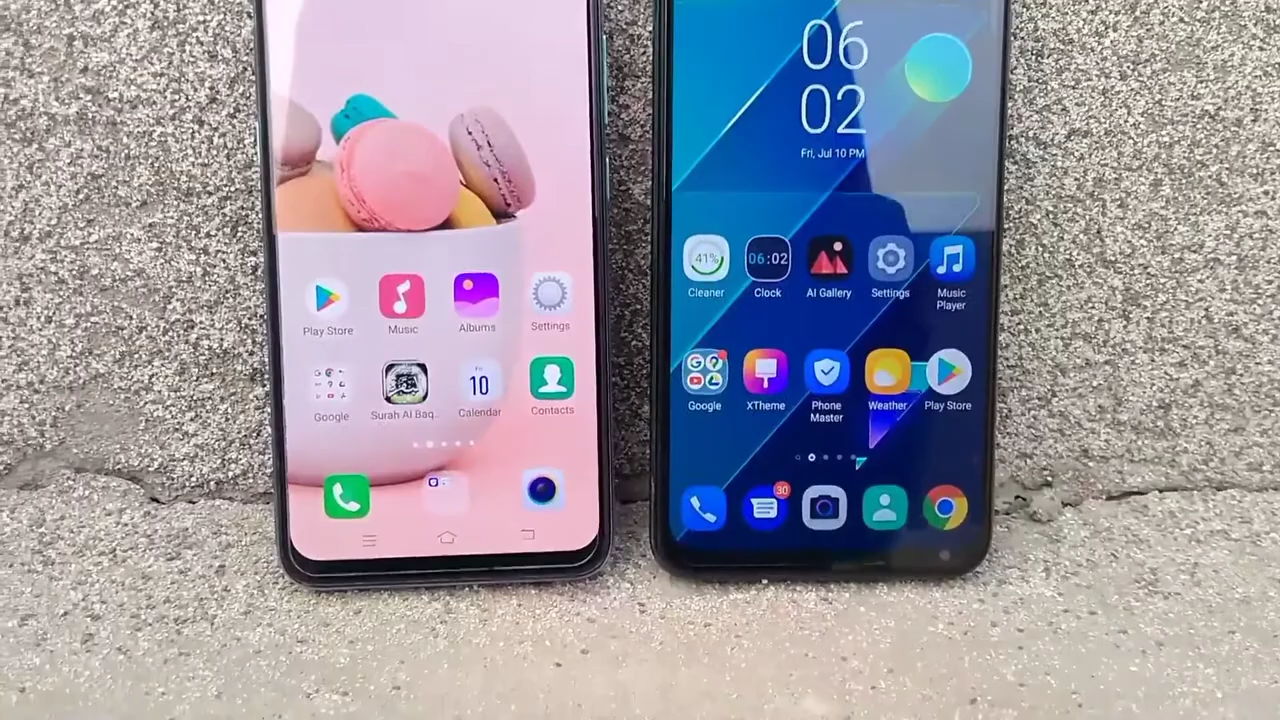 Play Store
Music
Albums
Settings
Google
Surah Al Baq..
Fri
10
Calendar
Contacts
06
02
Fri, Jul 10 PM
41%
Cleaner
06:02
Clock
AI Gallery
Settings
Music
Player
Google
XTheme
Phone
Master
Weather
Play Store
30